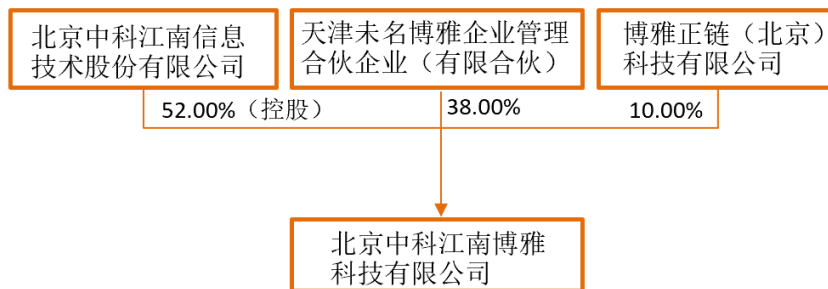 北京中科江南信息
技术股份有限公司
天津未名博雅企业管理
合伙企业（有限合伙）
博雅正链（北京）
科技有限公司
52.00%（控股）
38.00%
10.00%
北京中科江南博雅
科技有限公司